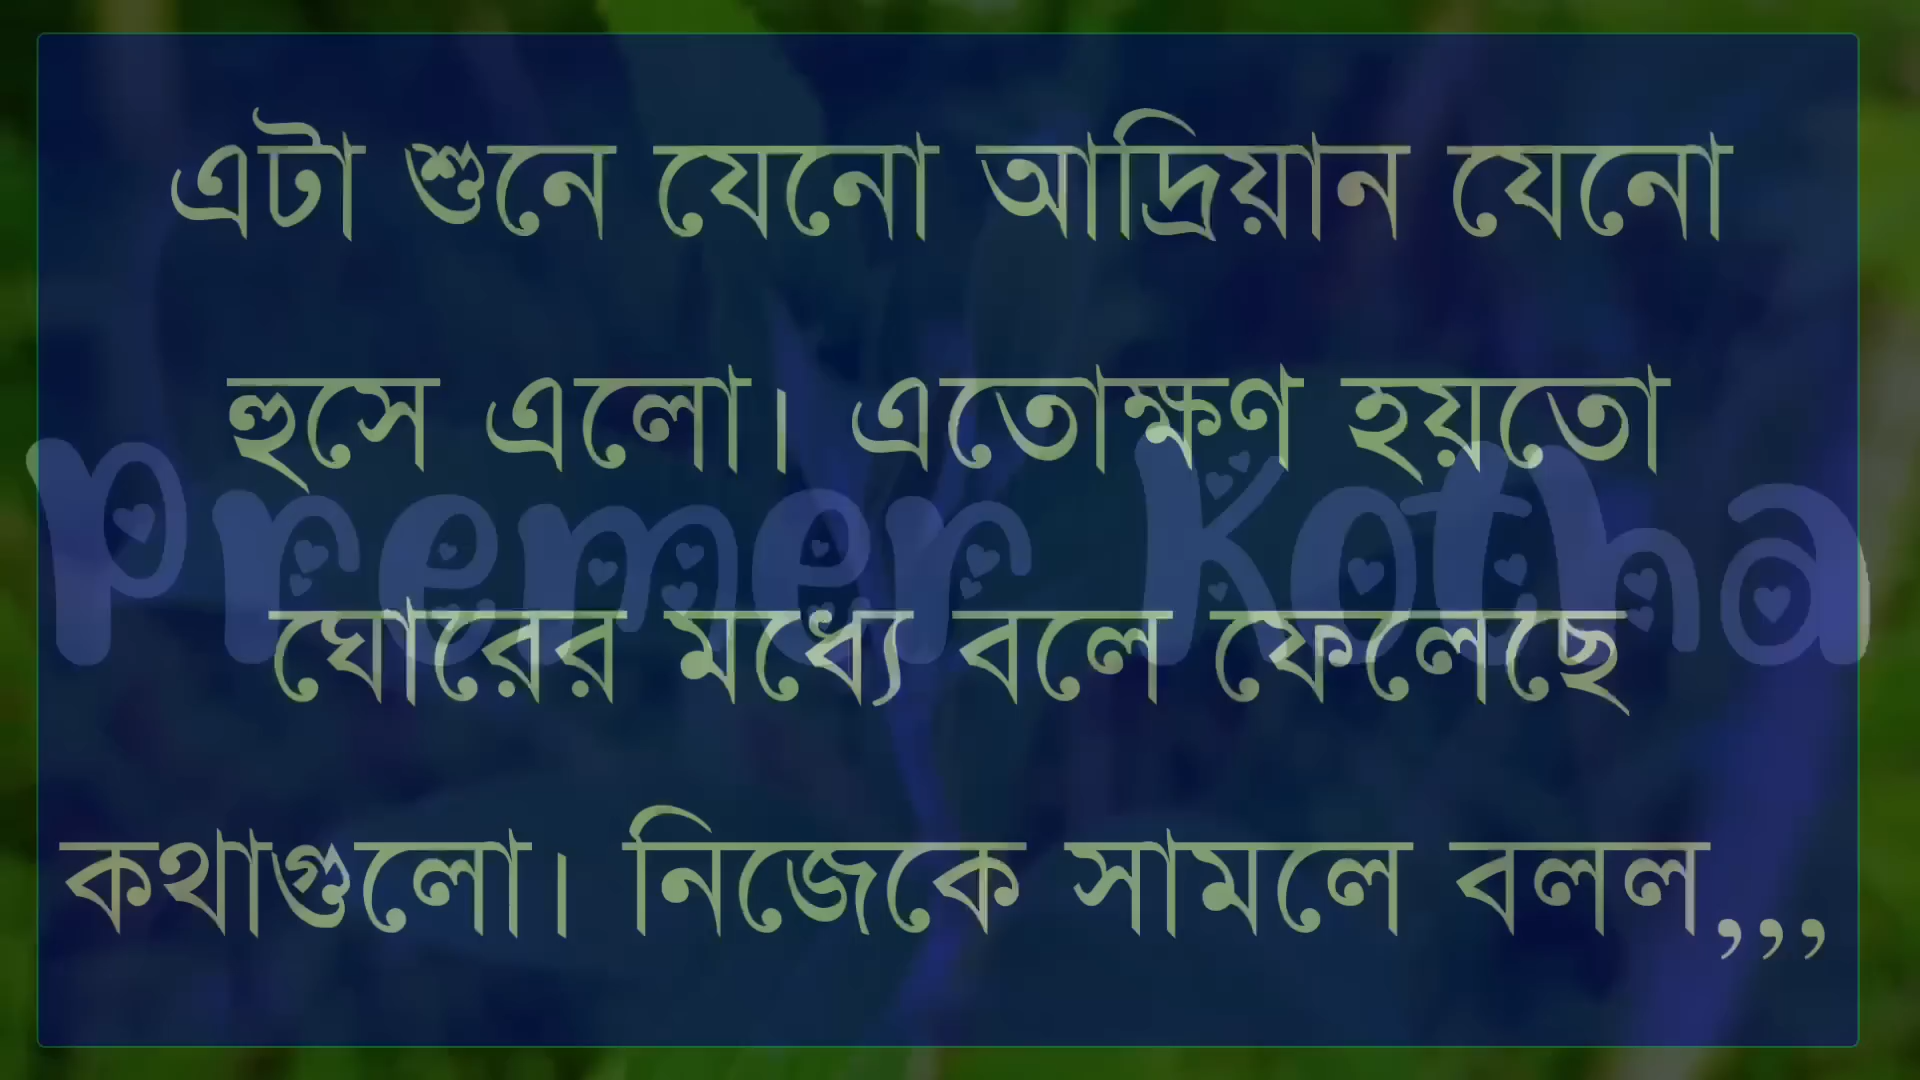 এটা শুনে যেনো আদ্রিয়ান যেনো
হুসে এলো। এতোক্ষণ হয়তো
Premer Kotha
ঘোরের মধ্যে বলে ফেলেছে
কথাগুলো। নিজেকে সামলে বলল,,,